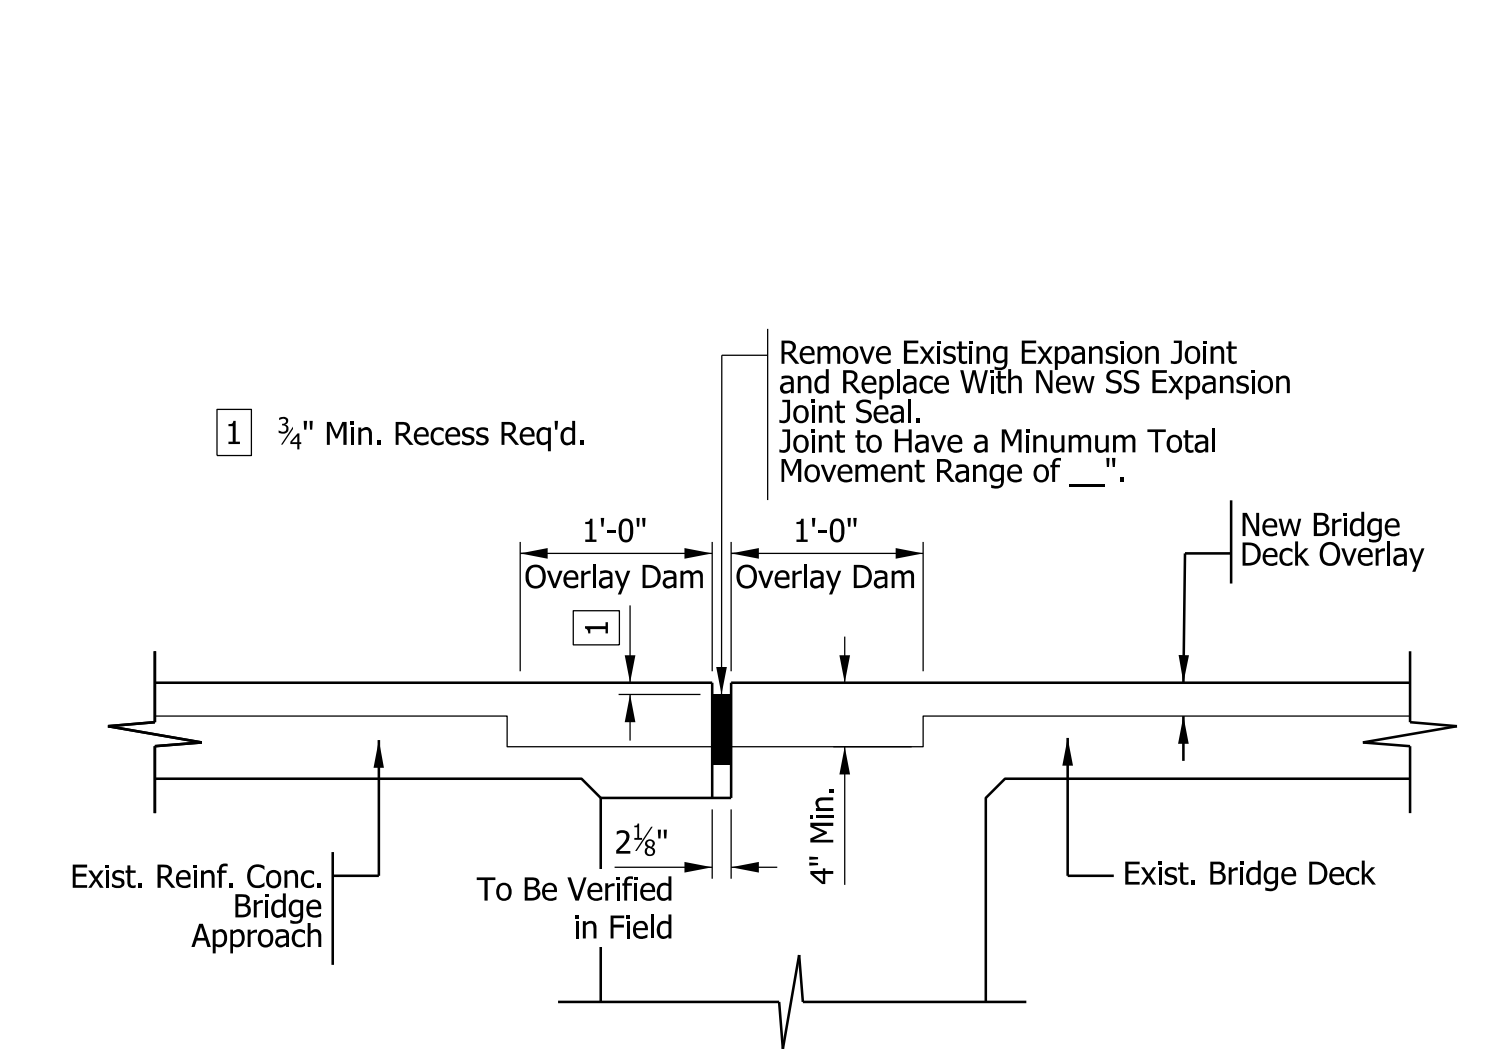 Remove Existing Expansion Joint
and Replace With New SS Expansion
Joint Seal.
Joint to Have a Minumum Total
Movement Range of __".
1 ¾" Min. Recess Req'd.
1'-0"
Overlay Dam
1'-0"
Overlay Dam
New Bridge
Deck Overlay
1
2⅛"
To Be Verified
in Field
4" Min.
Exist. Reinf. Conc.
Bridge
Approach
Exist. Bridge Deck